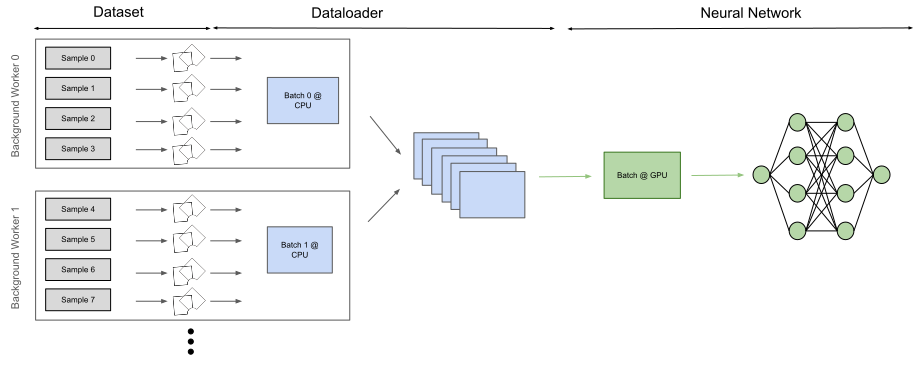 Dataset
Dataloader
Neural Network
Background Worker 0
Sample 0
Sample 1
Sample 2
Sample 3
Batch 0 @
CPU
Background Worker 1
Sample 4
Sample 5
Sample 6
Sample 7
Batch 1 @
CPU
Batch @ GPU